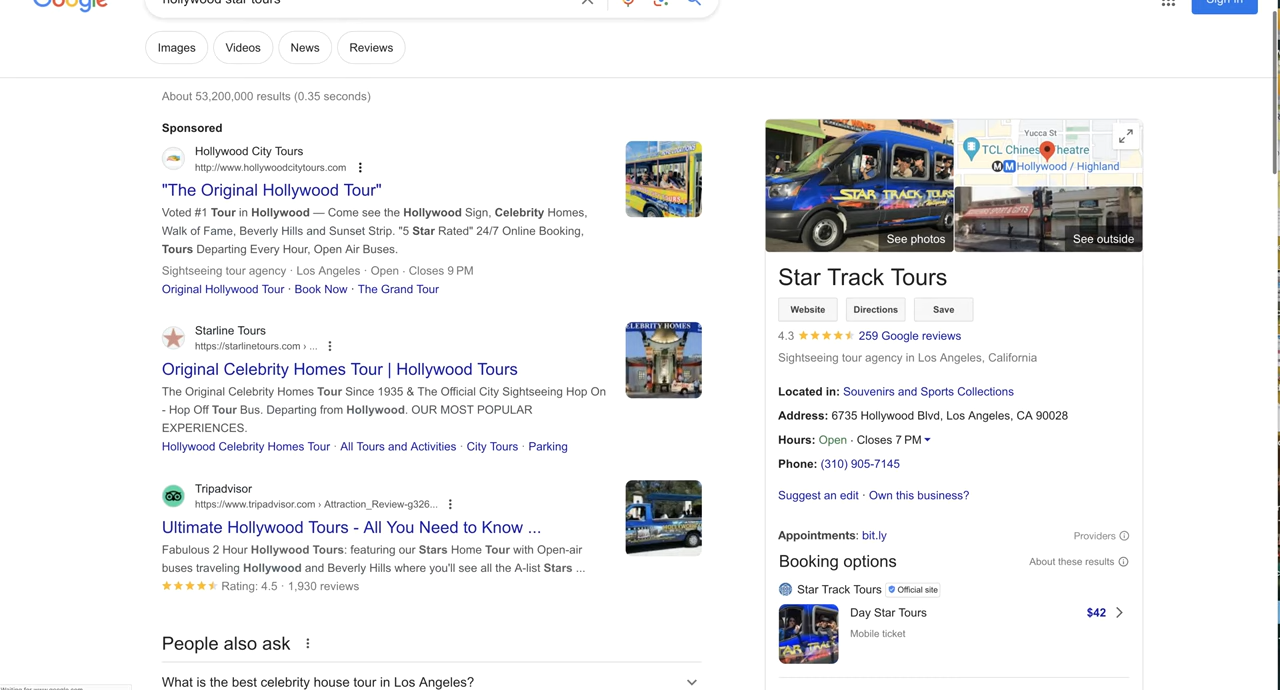 Google
hollywood star tours
Sign in
Images
Videos
News
Reviews
About 53,200,000 results (0.35 seconds)
Sponsored
Hollywood City Tours
http://www.hollywoodcitytours.com
"The Original Hollywood Tour"
Voted #1 Tour in Hollywood — Come see the Hollywood Sign, Celebrity Homes,
Walk of Fame, Beverly Hills and Sunset Strip. "5 Star Rated" 24/7 Online Booking,
Tours Departing Every Hour, Open Air Buses.
Sightseeing tour agency · Los Angeles · Open · Closes 9 PM
Original Hollywood Tour · Book Now · The Grand Tour
Starline Tours
https://starlinetours.com › ...
Original Celebrity Homes Tour | Hollywood Tours
The Original Celebrity Homes Tour Since 1935 & The Official City Sightseeing Hop On
- Hop Off Tour Bus. Departing from Hollywood. OUR MOST POPULAR
EXPERIENCES.
Hollywood Celebrity Homes Tour · All Tours and Activities · City Tours · Parking
CELEBRITY HOMES
Tripadvisor
https://www.tripadvisor.com › Attraction_Review-g326...
Ultimate Hollywood Tours - All You Need to Know ...
Fabulous 2 Hour Hollywood Tours: featuring our Stars Home Tour with Open-air
buses traveling Hollywood and Beverly Hills where you'll see all the A-list Stars ...
Rating: 4.5 · 1,930 reviews
People also ask
What is the best celebrity house tour in Los Angeles?
STAR TRACK TOURS
See photos
Yucca St
TCL Chinese Theatre
M M Hollywood / Highland
See outside
Star Track Tours
Website
Directions
Save
4.3 259 Google reviews
Sightseeing tour agency in Los Angeles, California
Located in: Souvenirs and Sports Collections
Address: 6735 Hollywood Blvd, Los Angeles, CA 90028
Hours: Open · Closes 7 PM
Phone: (310) 905-7145
Suggest an edit · Own this business?
Appointments: bit.ly
Providers
Booking options
About these results
Star Track Tours Official site
Day Star Tours
$42
Mobile ticket